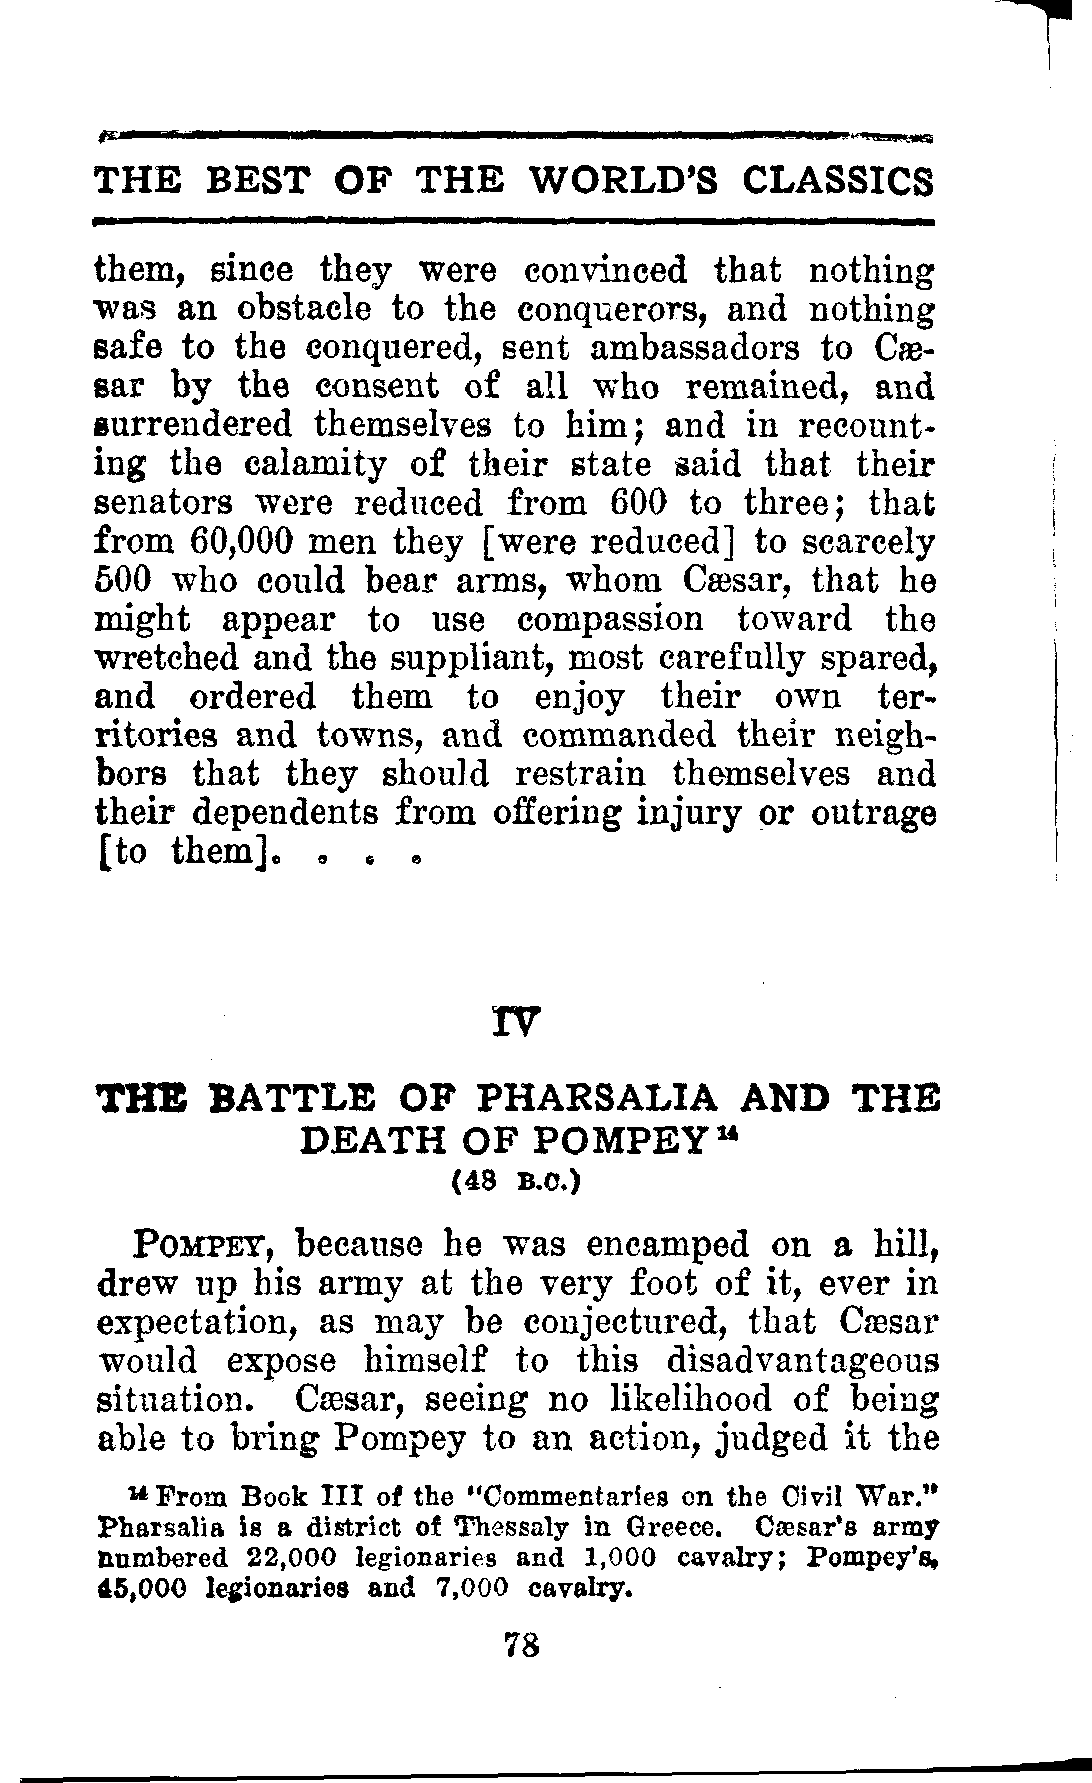 THE BEST OF THE WORLD'S CLASSICS
them, since they were convinced that nothing
was an obstacle to the conquerors, and nothing
safe to the conquered, sent ambassadors to Cæ-
sar by the consent of all who remained, and
surrendered themselves to him; and in recount-
ing the calamity of their state said that their
senators were reduced from 600 to three; that
from 60,000 men they [were reduced] to scarcely
500 who could bear arms, whom Cæsar, that he
might appear to use compassion toward the
wretched and the suppliant, most carefully spared,
and ordered them to enjoy their own ter-
ritories and towns, and commanded their neigh-
bors that they should restrain themselves and
their dependents from offering injury or outrage
[to them]. . . .
IV
THE BATTLE OF PHARSALIA AND THE
DEATH OF POMPEY¹⁴
(48 B.C.)
POMPEY, because he was encamped on a hill,
drew up his army at the very foot of it, ever in
expectation, as may be conjectured, that Cæsar
would expose himself to this disadvantageous
situation. Cæsar, seeing no likelihood of being
able to bring Pompey to an action, judged it the
¹⁴ From Book III of the "Commentaries on the Civil War."
Pharsalia is a district of Thessaly in Greece. Cæsar's army
numbered 22,000 legionaries and 1,000 cavalry; Pompey's,
45,000 legionaries and 7,000 cavalry.
78